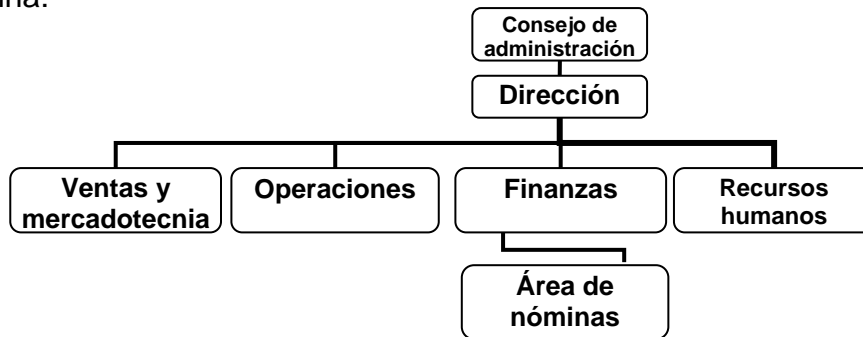 Consejo de
administración
Dirección
Ventas y
mercadotecnia
Operaciones
Finanzas
Recursos
humanos
Área de
nóminas